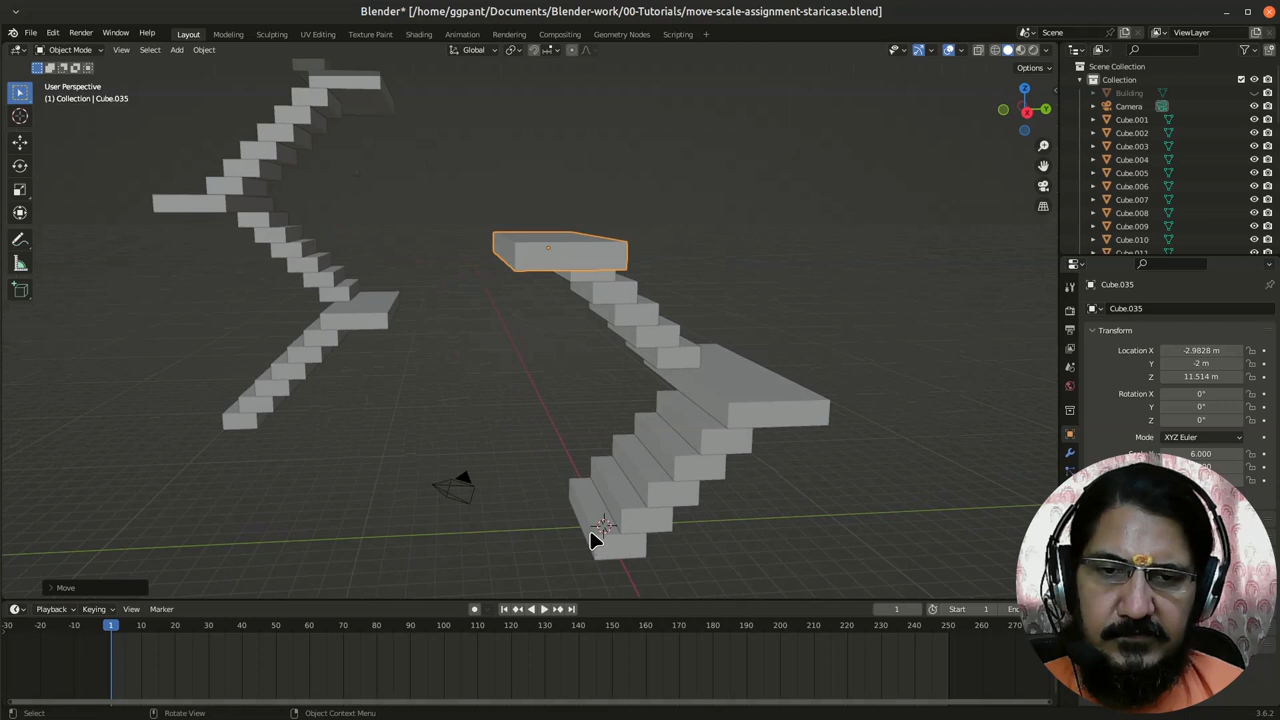 Blender* [/home/ggpant/Documents/Blender-work/00-Tutorials/move-scale-assignment-staricase.blend]
File Edit Render Window Help Layout Modeling Sculpting UV Editing Texture Paint Shading Animation Rendering Compositing Geometry Nodes Scripting + Scene ViewLayer
Object Mode View Select Add Object Global
Options
User Perspective
(1) Collection | Cube.035
Z
Y
X
Move
Scene Collection
Collection
Building
Camera
Cube.001
Cube.002
Cube.003
Cube.004
Cube.005
Cube.006
Cube.007
Cube.008
Cube.009
Cube.010
Cube.011
Cube.035
Cube.035
Transform
Location X -2.9828 m
Y -2 m
Z 11.514 m
Rotation X 0°
Y 0°
Z 0°
Mode XYZ Euler
6.000
Playback Keying View Marker 1 Start 1 End
-30 -20 -10 1 10 20 30 40 50 60 70 80 90 100 110 120 130 140 150 160 170 180 190 200 210 220 230 240 250 260
Select Rotate View Object Context Menu 3.6.2